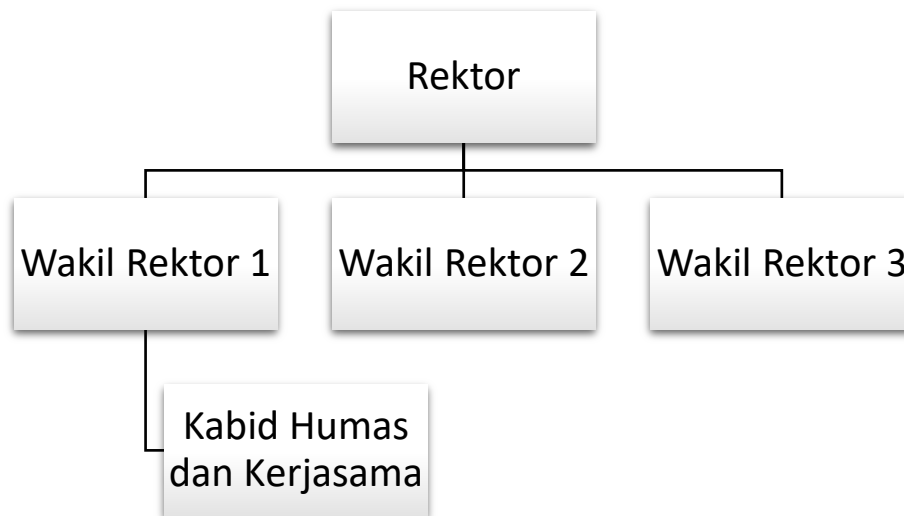 Rektor
Wakil Rektor 1
Wakil Rektor 2
Wakil Rektor 3
Kabid Humas
dan Kerjasama